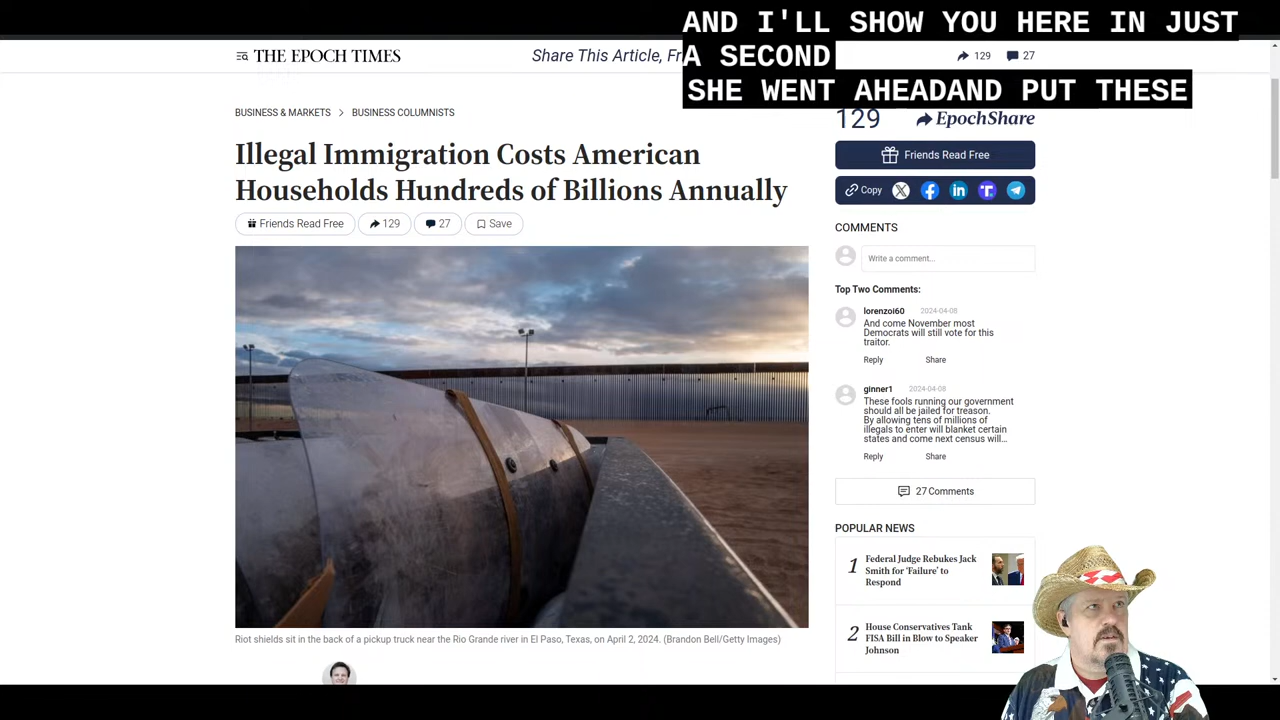 AND I'LL SHOW YOU HERE IN JUST
A SECOND
SHE WENT AHEADAND PUT THESE
THE EPOCH TIMES
Share This Article, Fr
129
27
BUSINESS & MARKETS
BUSINESS COLUMNISTS
Illegal Immigration Costs American
Households Hundreds of Billions Annually
Friends Read Free
129
27
Save
Riot shields sit in the back of a pickup truck near the Rio Grande river in El Paso, Texas, on April 2, 2024. (Brandon Bell/Getty Images)
129
EpochShare
Friends Read Free
Copy
COMMENTS
Write a comment...
Top Two Comments:
lorenzoi60 2024-04-08
And come November most
Democrats will still vote for this
traitor.
Reply Share
ginner1 2024-04-08
These fools running our government
should all be jailed for treason.
By allowing tens of millions of
illegals to enter will blanket certain
states and come next census will...
Reply Share
27 Comments
POPULAR NEWS
1
Federal Judge Rebukes Jack
Smith for ‘Failure’ to
Respond
2
House Conservatives Tank
FISA Bill in Blow to Speaker
Johnson